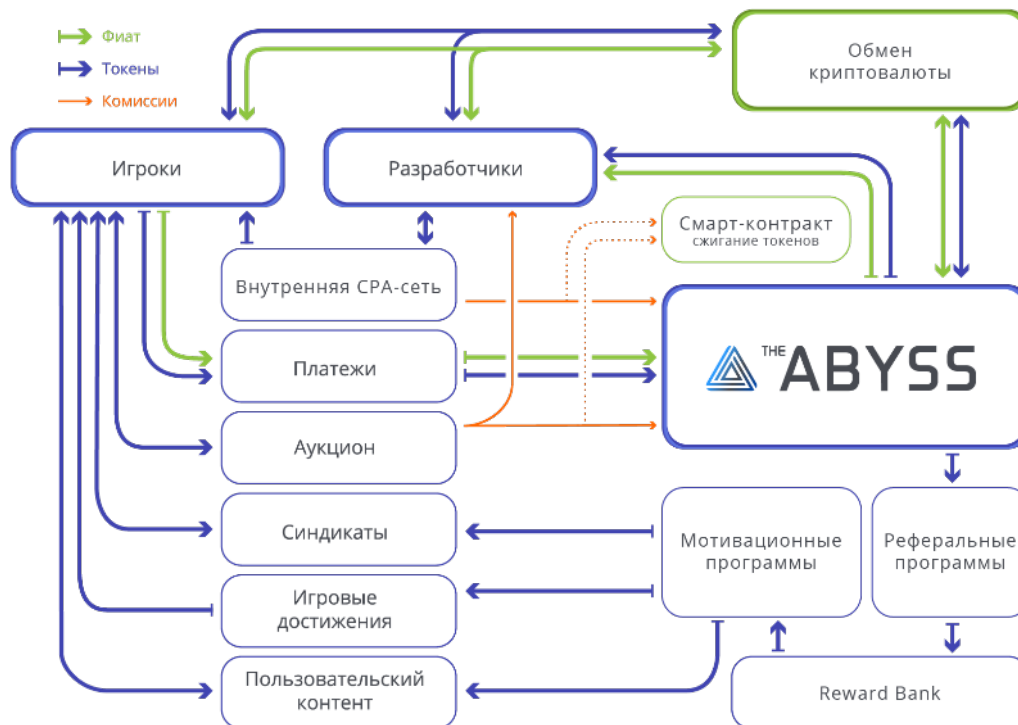 Фиат
Токены
Комиссии
Обмен
криптовалюты
Игроки
Разработчики
Смарт-контракт
сжигание токенов
Внутренняя CPA-сеть
Платежи
THE ABYSS
Аукцион
Синдикаты
Мотивационные
программы
Реферальные
программы
Игровые
достижения
Пользовательский
контент
Reward Bank